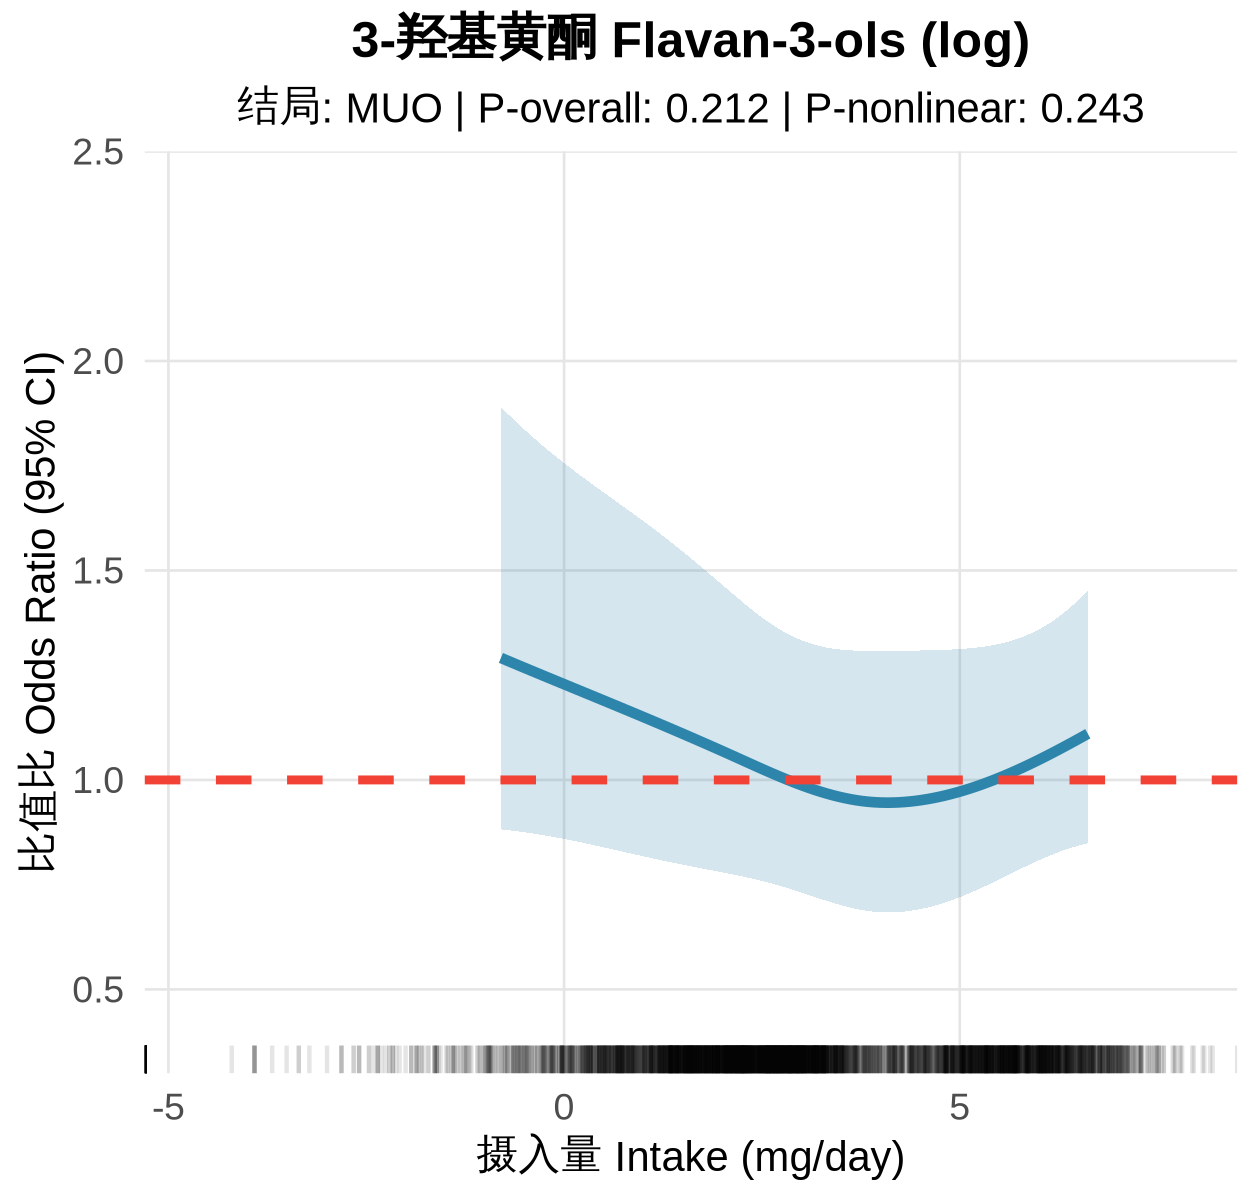 3-羟基黄酮 Flavan-3-ols (log)
结局: MUO | P-overall: 0.212 | P-nonlinear: 0.243
比值比 Odds Ratio (95% CI)
2.5
2.0
1.5
1.0
0.5
-5 0 5
摄入量 Intake (mg/day)